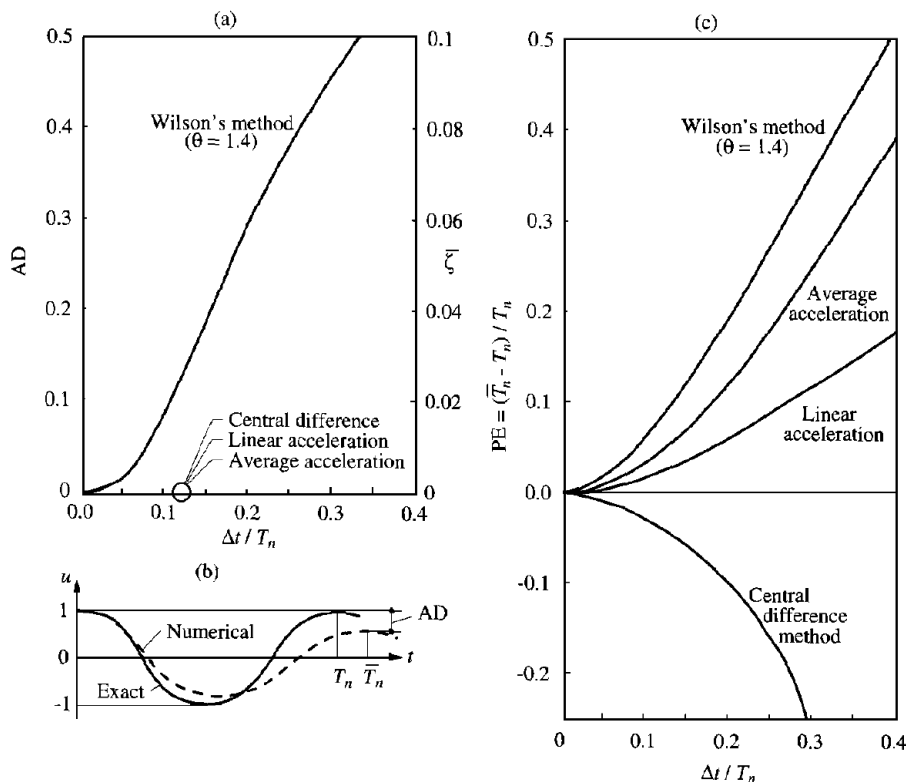 (a)
0.5
0.4
0.3
0.2
0.1
0
AD
0.1
0.08
0.06
0.04
0.02
0
ζ̄
Wilson's method
(θ = 1.4)
Central difference
Linear acceleration
Average acceleration
0.0 0.1 0.2 0.3 0.4
Δt / Tₙ
(b)
u
1
0
-1
Numerical
Exact
AD
t
Tₙ T̄ₙ
(c)
0.5
0.4
0.3
0.2
0.1
0.0
-0.1
-0.2
PE = (T̄ₙ - Tₙ) / Tₙ
Wilson's method
(θ = 1.4)
Average
acceleration
Linear
acceleration
Central
difference
method
0 0.1 0.2 0.3 0.4
Δt / Tₙ